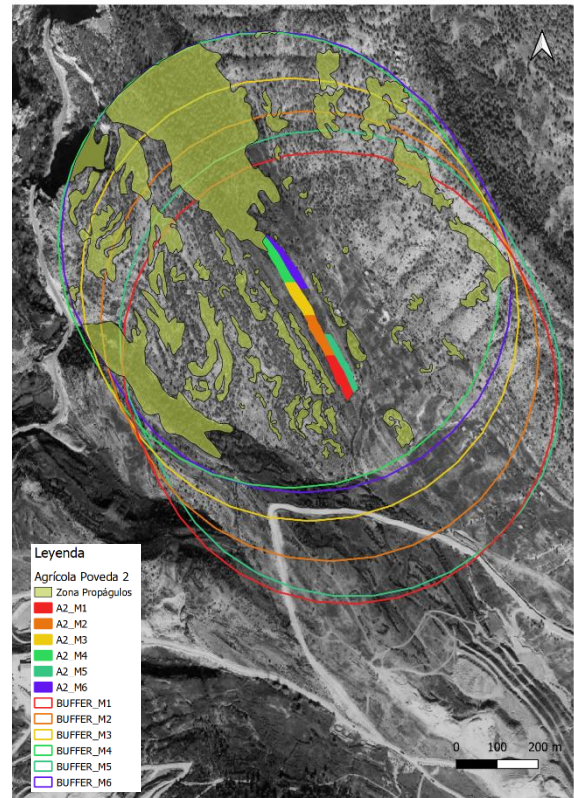 Leyenda
Agrícola Poveda 2
Zona Propágulos
A2_M1
A2_M2
A2_M3
A2_M4
A2_M5
A2_M6
BUFFER_M1
BUFFER_M2
BUFFER_M3
BUFFER_M4
BUFFER_M5
BUFFER_M6
0 100 200 m